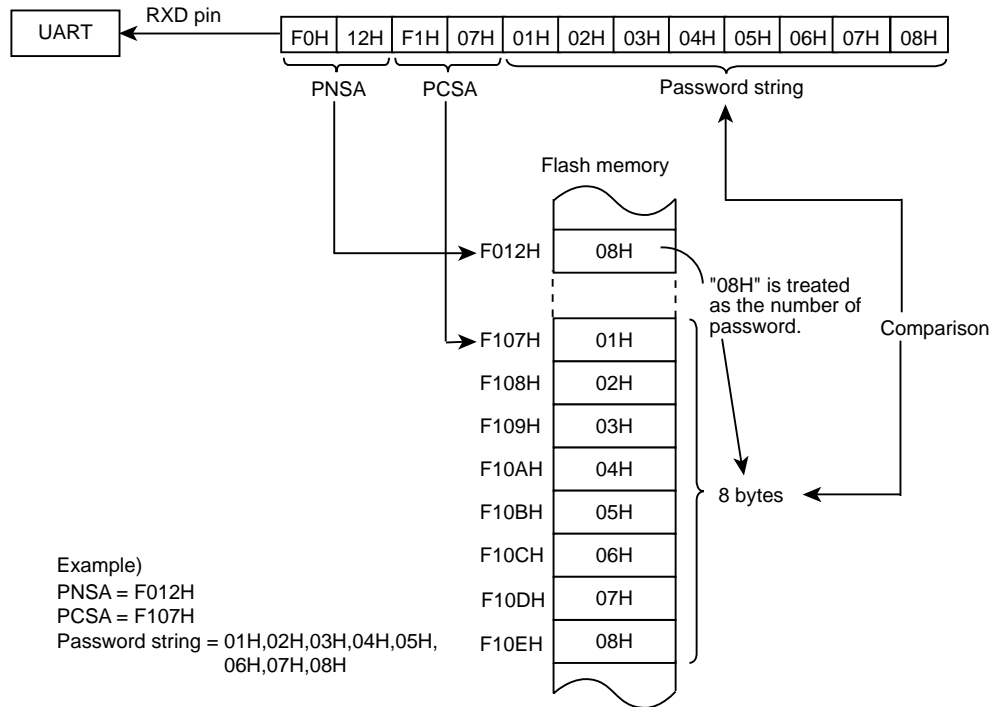 RXD pin
UART
F0H 12H F1H 07H 01H 02H 03H 04H 05H 06H 07H 08H
PNSA PCSA Password string
Flash memory
F012H 08H
"08H" is treated
as the number of
password.
Comparison
F107H 01H
F108H 02H
F109H 03H
F10AH 04H
8 bytes
F10BH 05H
F10CH 06H
F10DH 07H
F10EH 08H
Example)
PNSA = F012H
PCSA = F107H
Password string = 01H,02H,03H,04H,05H,
06H,07H,08H